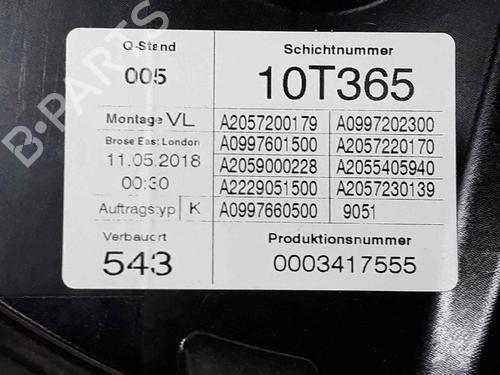 Q-Stand Schichtnummer
005 10T365
Montage VL A2057200179 A0997202300
Brose East London A0997601500 A2057220170
11.05.2018 A2059000228 A2055405940
00:30 A2229051500 A2057230139
Auftragstyp K A0997660500 9051
Verbauort Produktionsnummer
543 0003417555
B-PARTS